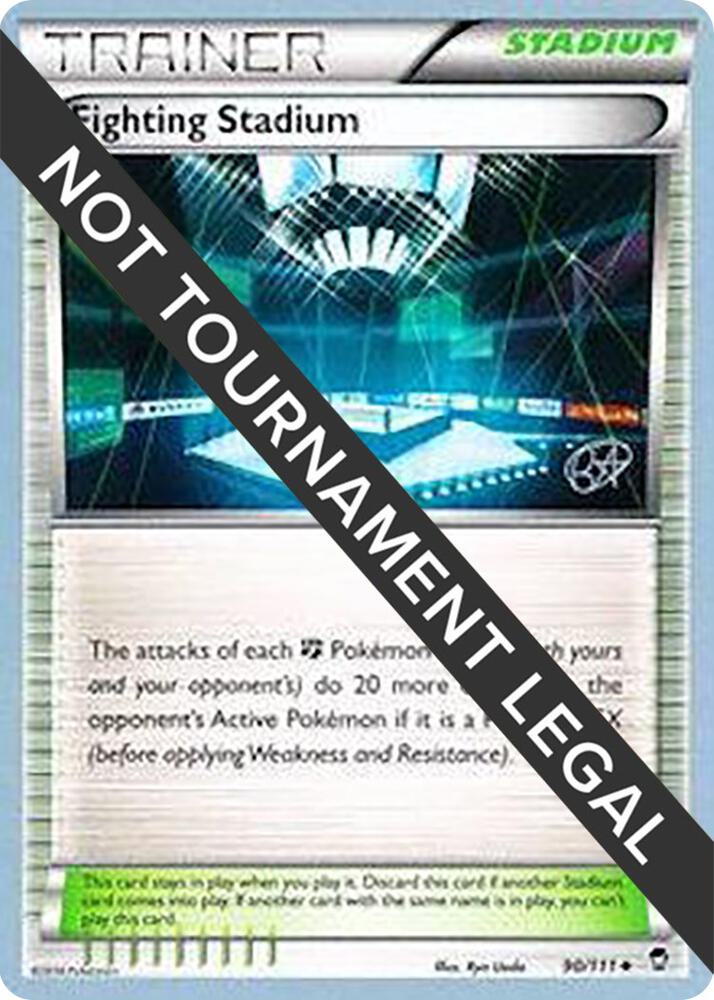 TRAINER
STADIUM
Fighting Stadium
NOT TOURNAMENT LEGAL
The attacks of each Pokémon yours
and your opponent's) do 20 more the
opponent's Active Pokémon if it is a
(before applying Weakness and Resistance).
This card stays in play when you play it. Discard this card if another Stadium
card comes into play. If another card with the same name is in play, you can't
play this card.
Illus. Ryo Ueda
90/111